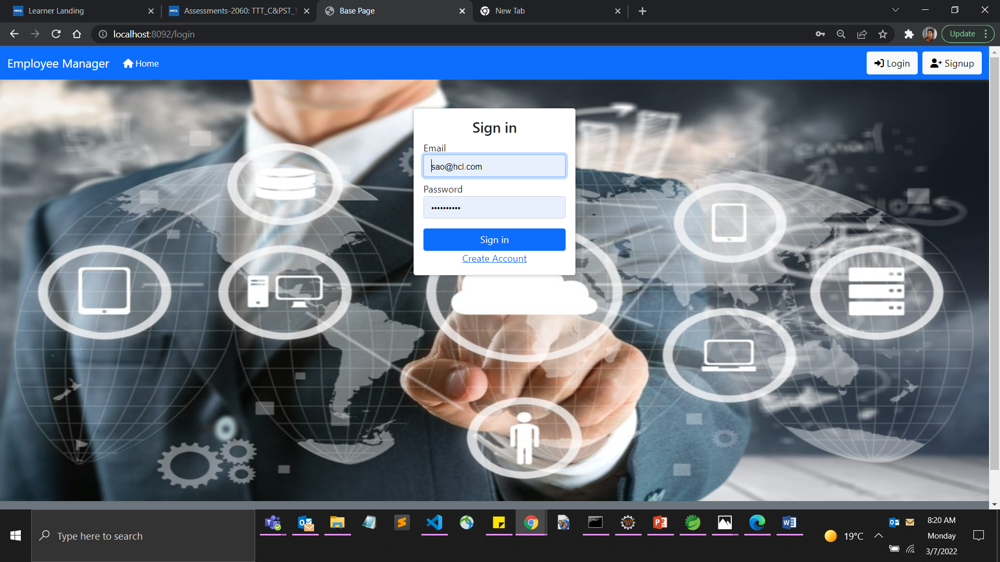 Learner Landing
Assessments-2060: TTT_C&PST_T
Base Page
New Tab
localhost:8092/login
Update
Employee Manager
Home
Login
Signup
Sign in
Email
sao@hcl.com
Password
••••••••••
Sign in
Create Account
Type here to search
19°C
8:20 AM
Monday
3/7/2022